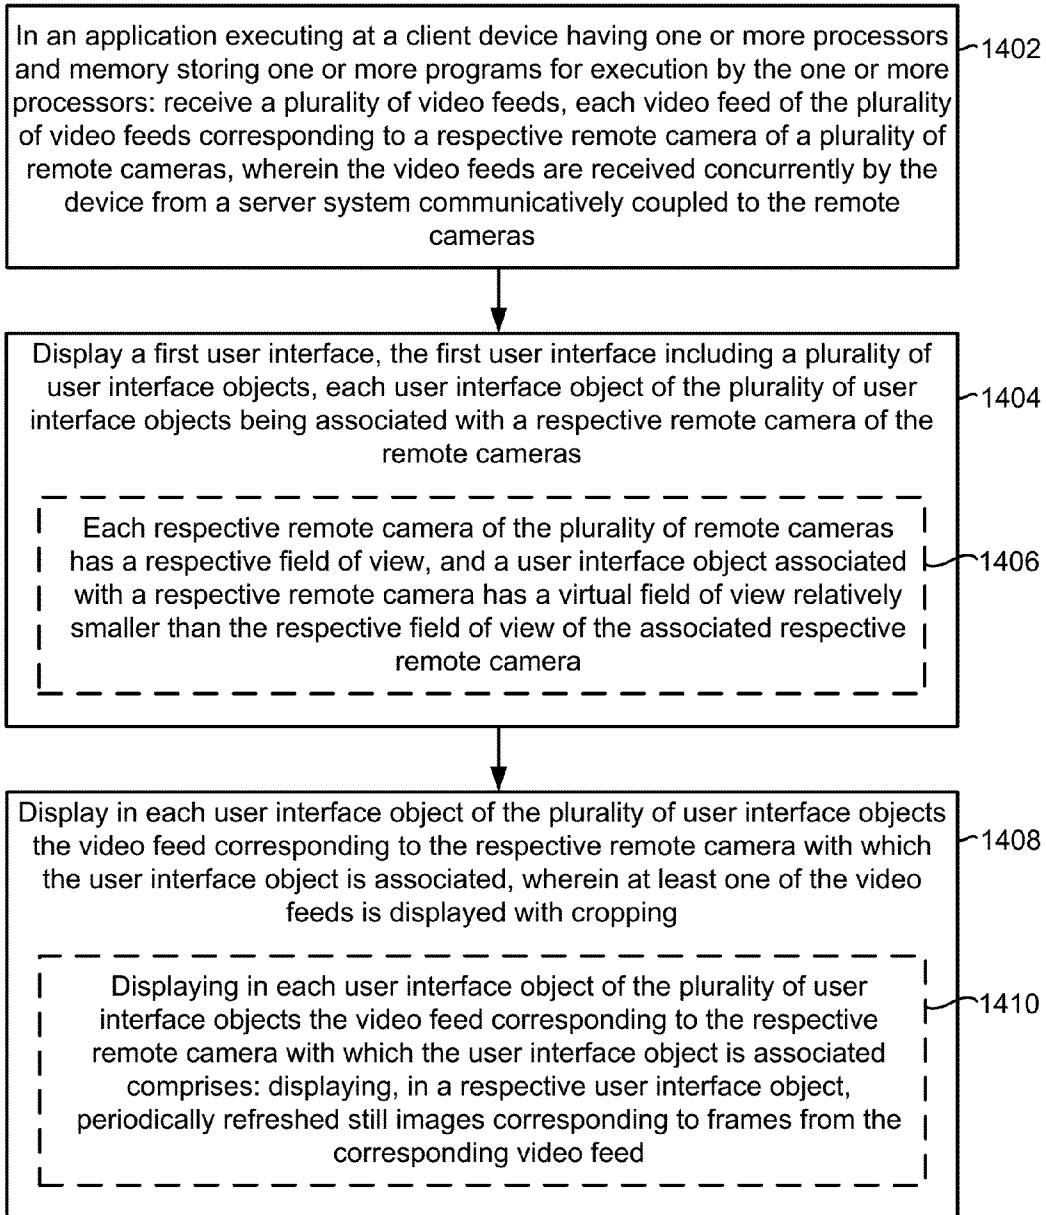 In an application executing at a client device having one or more processors
and memory storing one or more programs for execution by the one or more
processors: receive a plurality of video feeds, each video feed of the plurality
of video feeds corresponding to a respective remote camera of a plurality of
remote cameras, wherein the video feeds are received concurrently by the
device from a server system communicatively coupled to the remote
cameras
1402
Display a first user interface, the first user interface including a plurality of
user interface objects, each user interface object of the plurality of user
interface objects being associated with a respective remote camera of the
remote cameras
1404
Each respective remote camera of the plurality of remote cameras
has a respective field of view, and a user interface object associated
with a respective remote camera has a virtual field of view relatively
smaller than the respective field of view of the associated respective
remote camera
1406
Display in each user interface object of the plurality of user interface objects
the video feed corresponding to the respective remote camera with which
the user interface object is associated, wherein at least one of the video
feeds is displayed with cropping
1408
Displaying in each user interface object of the plurality of user
interface objects the video feed corresponding to the respective
remote camera with which the user interface object is associated
comprises: displaying, in a respective user interface object,
periodically refreshed still images corresponding to frames from the
corresponding video feed
1410